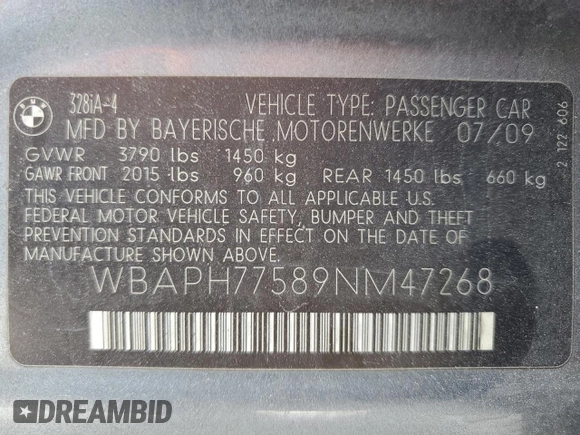 BMW
328iA-4 VEHICLE TYPE: PASSENGER CAR
MFD BY BAYERISCHE MOTORENWERKE 07/09
GVWR 3790 lbs 1450 kg
GAWR FRONT 2015 lbs 960 kg REAR 1450 lbs 660 kg
THIS VEHICLE CONFORMS TO ALL APPLICABLE U.S.
FEDERAL MOTOR VEHICLE SAFETY, BUMPER AND THEFT
PREVENTION STANDARDS IN EFFECT ON THE DATE OF
MANUFACTURE SHOWN ABOVE.
WBAPH77589NM47268
2 122 606
DREAMBID